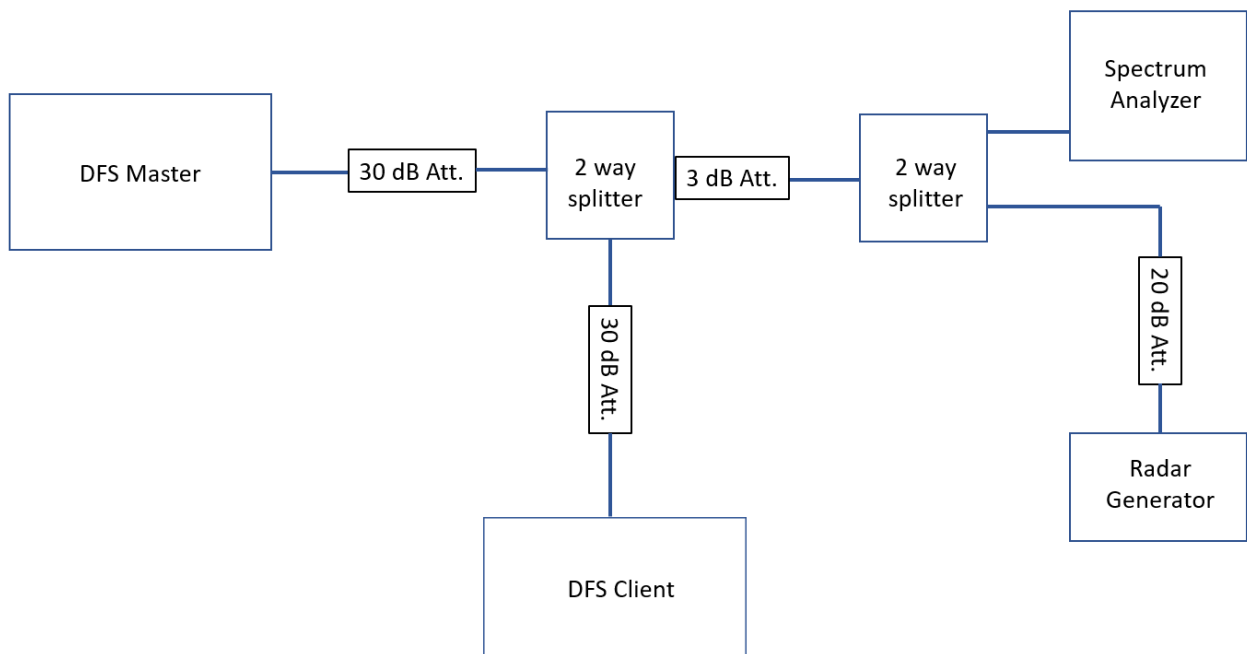 Spectrum
Analyzer
DFS Master
30 dB Att.
2 way
splitter
3 dB Att.
2 way
splitter
20 dB Att.
30 dB Att.
Radar
Generator
DFS Client